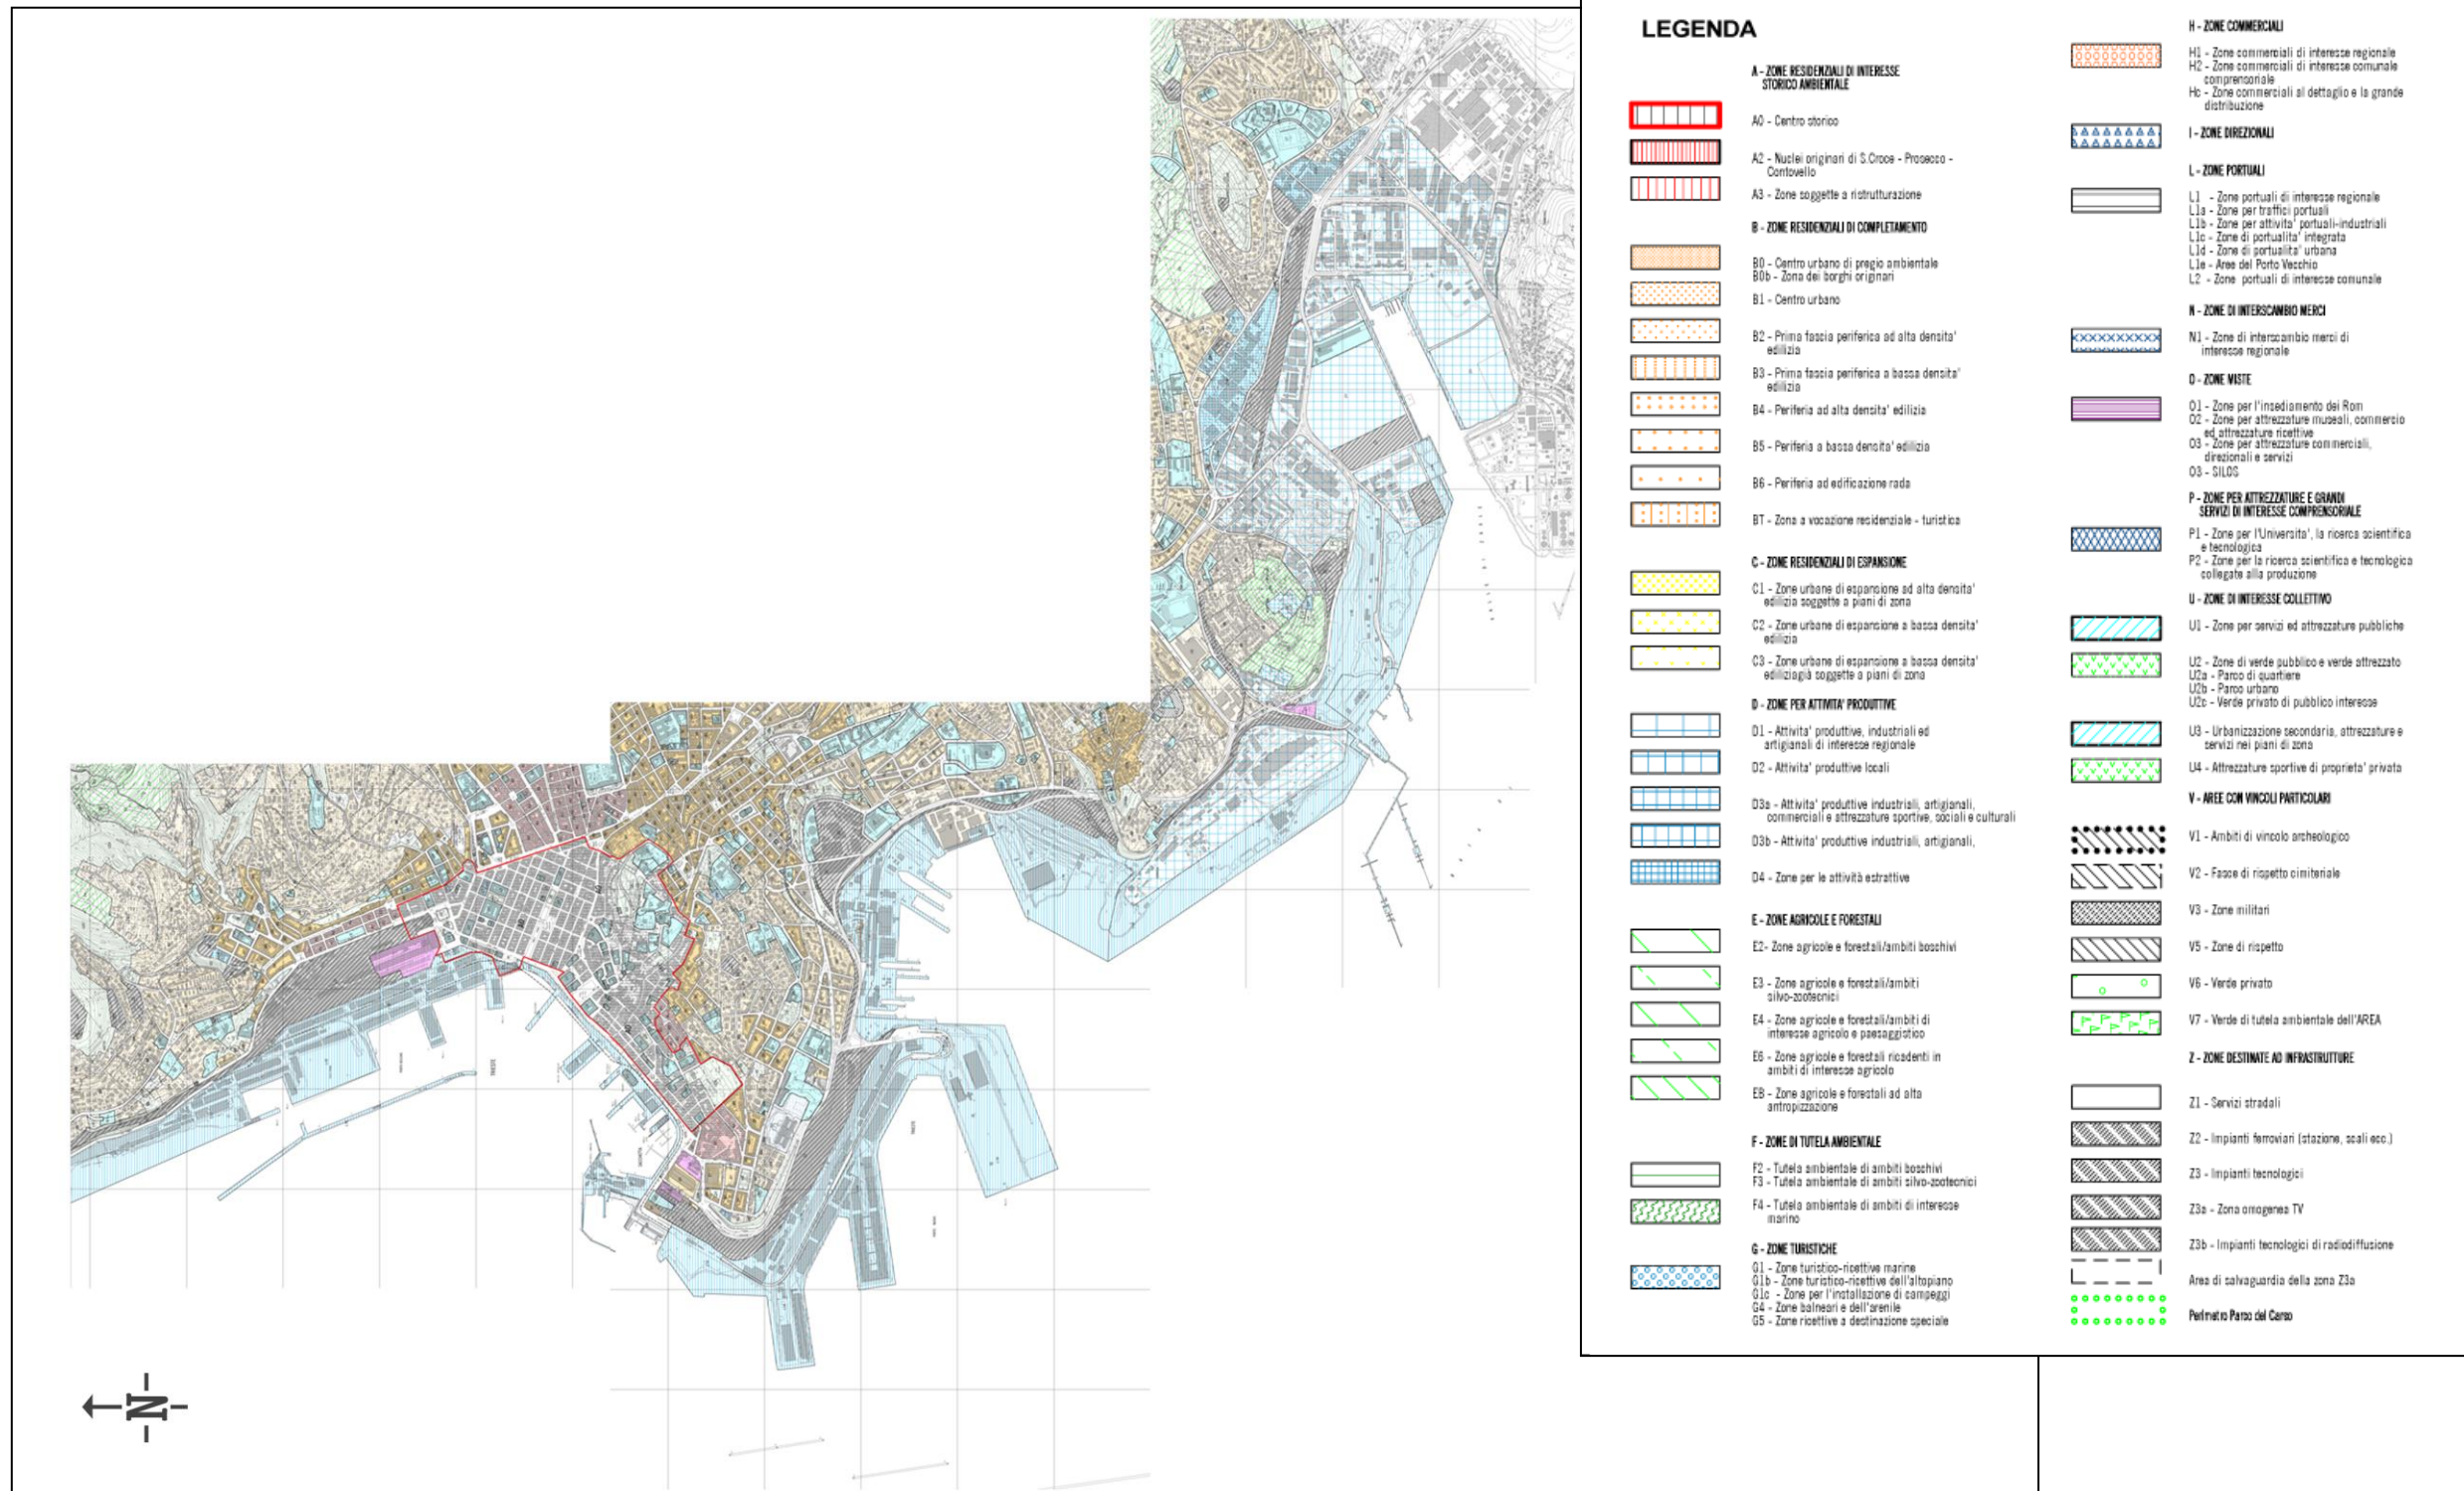 LEGENDA
A - ZONE RESIDENZIALI DI INTERESSE
STORICO AMBIENTALE
A0 - Centro storico
A2 - Nuclei originari di S.Croce - Prosecco -
Contovello
A3 - Zone soggette a ristrutturazione
B - ZONE RESIDENZIALI DI COMPLETAMENTO
B0 - Centro urbano di pregio ambientale
B0b - Zona dei borghi originari
B1 - Centro urbano
B2 - Prima fascia periferica ad alta densita'
edilizia
B3 - Prima fascia periferica a bassa densita'
edilizia
B4 - Periferia ad alta densita' edilizia
B5 - Periferia a bassa densita' edilizia
B6 - Periferia ad edificazione rada
BT - Zona a vocazione residenziale - turistica
C - ZONE RESIDENZIALI DI ESPANSIONE
C1 - Zone urbane di espansione ad alta densita'
edilizia soggette a piani di zona
C2 - Zone urbane di espansione a bassa densita'
edilizia
C3 - Zone urbane di espansione a bassa densita'
ediliziagià soggette a piani di zona
D - ZONE PER ATTIVITA' PRODUTTIVE
D1 - Attivita' produttive, industriali ed
artigianali di interesse regionale
D2 - Attivita' produttive locali
D3a - Attivita' produttive industriali, artigianali,
commerciali e attrezzature sportive, sociali e culturali
D3b - Attivita' produttive industriali, artigianali,
D4 - Zone per le attività estrattive
E - ZONE AGRICOLE E FORESTALI
E2- Zone agricole e forestali/ambiti boschivi
E3 - Zone agricole e forestali/ambiti
silvo-zootecnici
E4 - Zone agricole e forestali/ambiti di
interesse agricolo e paesaggistico
E6 - Zone agricole e forestali ricadenti in
ambiti di interesse agricolo
EB - Zone agricole e forestali ad alta
antropizzazione
F - ZONE DI TUTELA AMBIENTALE
F2 - Tutela ambientale di ambiti boschivi
F3 - Tutela ambientale di ambiti silvo-zootecnici
F4 - Tutela ambientale di ambiti di interesse
marino
G - ZONE TURISTICHE
G1 - Zone turistico-ricettive marine
G1b - Zone turistico-ricettive dell'altopiano
G1c - Zone per l'installazione di campeggi
G4 - Zone balneari e dell'arenile
G5 - Zone ricettive a destinazione speciale
H - ZONE COMMERCIALI
H1 - Zone commerciali di interesse regionale
H2 - Zone commerciali di interesse comunale
comprensoriale
Hc - Zone commerciali al dettaglio e la grande
distribuzione
I - ZONE DIREZIONALI
L - ZONE PORTUALI
L1 - Zone portuali di interesse regionale
L1a - Zone per traffici portuali
L1b - Zone per attivita' portuali-industriali
L1c - Zone di portualita' integrata
L1d - Zone di portualita' urbana
L1e - Aree del Porto Vecchio
L2 - Zone portuali di interesse comunale
N - ZONE DI INTERSCAMBIO MERCI
N1 - Zone di interscambio merci di
interesse regionale
O - ZONE MISTE
O1 - Zone per l'insediamento dei Rom
O2 - Zone per attrezzature museali, commercio
ed attrezzature ricettive
O3 - Zone per attrezzature commerciali,
direzionali e servizi
O3 - SILOS
P - ZONE PER ATTREZZATURE E GRANDI
SERVIZI DI INTERESSE COMPRENSORIALE
P1 - Zone per l'Universita', la ricerca scientifica
e tecnologica
P2 - Zone per la ricerca scientifica e tecnologica
collegate alla produzione
U - ZONE DI INTERESSE COLLETTIVO
U1 - Zone per servizi ed attrezzature pubbliche
U2 - Zone di verde pubblico e verde attrezzato
U2a - Parco di quartiere
U2b - Parco urbano
U2c - Verde privato di pubblico interesse
U3 - Urbanizzazione secondaria, attrezzature e
servizi nei piani di zona
U4 - Attrezzature sportive di proprieta' privata
V - AREE CON VINCOLI PARTICOLARI
V1 - Ambiti di vincolo archeologico
V2 - Fasce di rispetto cimiteriale
V3 - Zone militari
V5 - Zone di rispetto
V6 - Verde privato
V7 - Verde di tutela ambientale dell'AREA
Z - ZONE DESTINATE AD INFRASTRUTTURE
Z1 - Servizi stradali
Z2 - Impianti ferroviari (stazione, scali ecc.)
Z3 - Impianti tecnologici
Z3a - Zona omogenea TV
Z3b - Impianti tecnologici di radiodiffusione
Area di salvaguardia della zona Z3a
Perimetro Parco del Carso
N